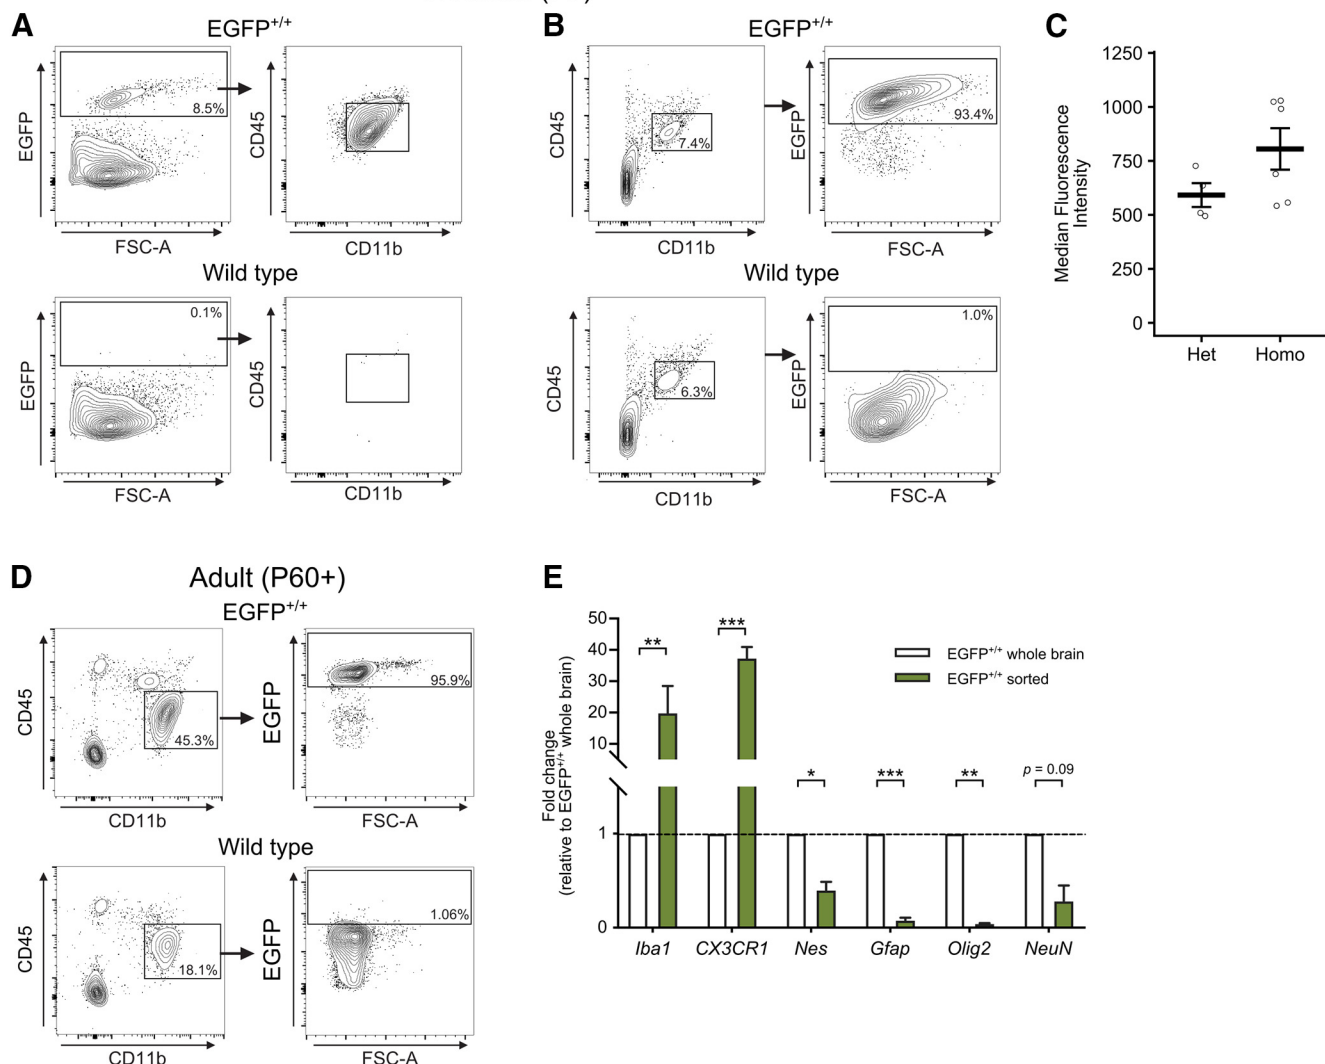 A
EGFP+/+
EGFP
8.5%
FSC-A
CD45
CD11b
Wild type
EGFP
0.1%
FSC-A
CD45
CD11b
B
EGFP+/+
CD45
7.4%
CD11b
EGFP
93.4%
FSC-A
Wild type
CD45
6.3%
CD11b
EGFP
1.0%
FSC-A
C
Median Fluorescence
Intensity
1250
1000
750
500
250
0
Het Homo
D
Adult (P60+)
EGFP+/+
CD45
45.3%
CD11b
EGFP
95.9%
FSC-A
Wild type
CD45
18.1%
CD11b
EGFP
1.06%
FSC-A
E
Fold change
(relative to EGFP+/+ whole brain)
50
40
30
20
10
1
0
** *** * *** ** p = 0.09
EGFP+/+ whole brain
EGFP+/+ sorted
Iba1 CX3CR1 Nes Gfap Olig2 NeuN